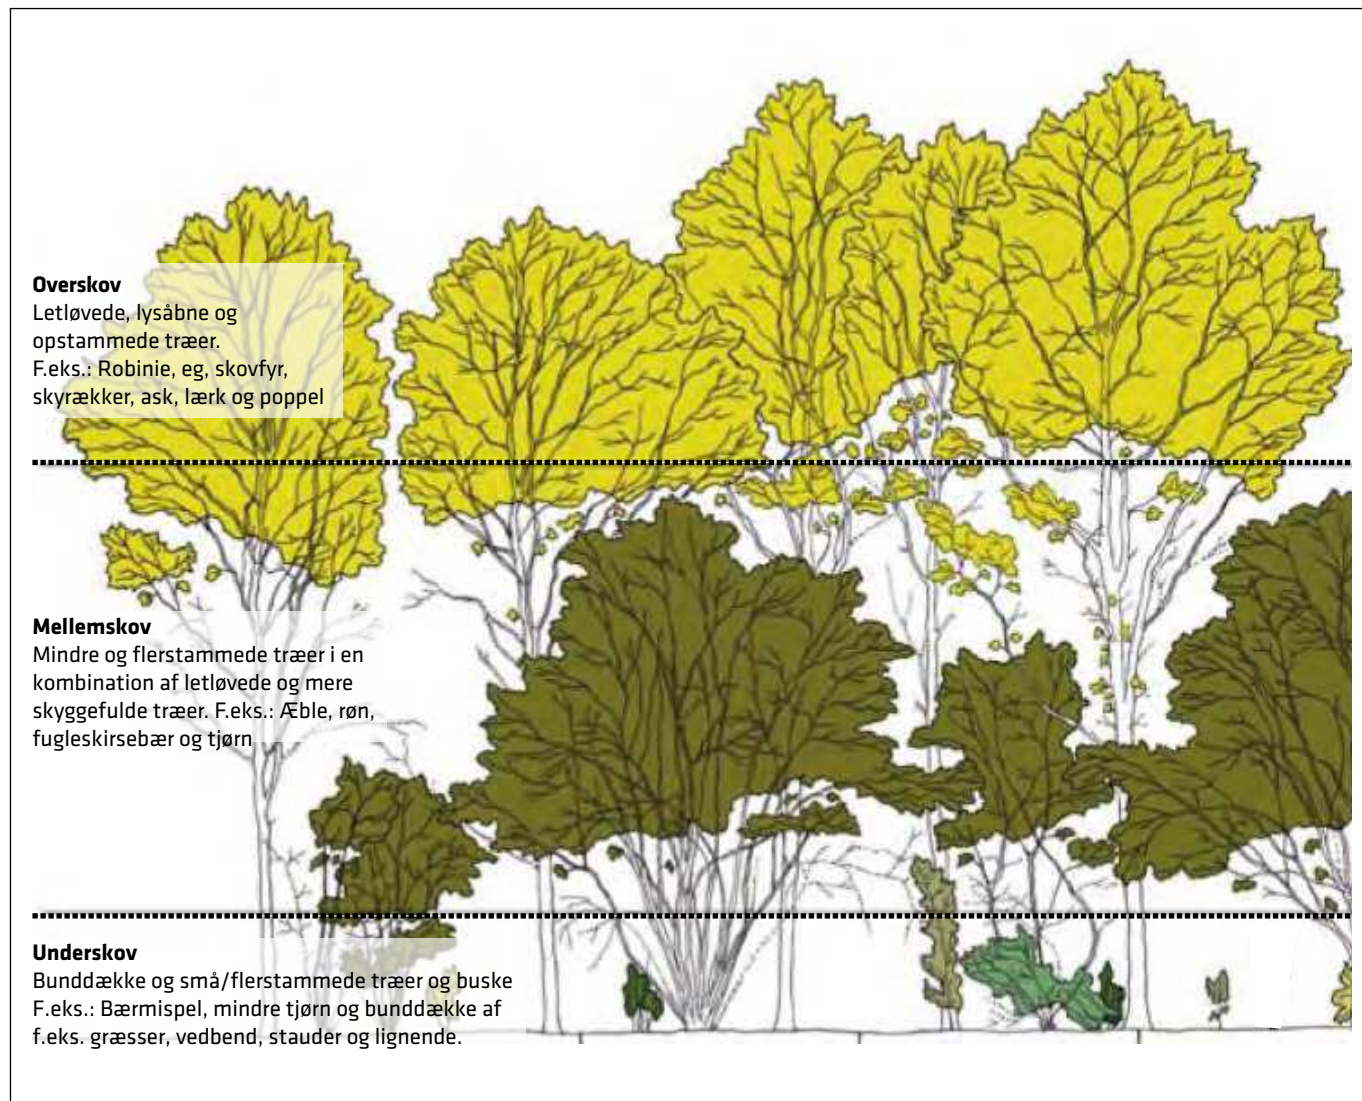 Overskov
Letløvede, lysåbne og
opstammede træer.
F.eks.: Robinie, eg, skovfyr,
skyrækker, ask, lærk og poppel
Mellemskov
Mindre og flerstammede træer i en
kombination af letløvede og mere
skyggefulde træer. F.eks.: Æble, røn,
fugleskirsebær og tjørn
Underskov
Bunddække og små/flerstammede træer og buske
F.eks.: Bærmispel, mindre tjørn og bunddække af
f.eks. græsser, vedbend, stauder og lignende.